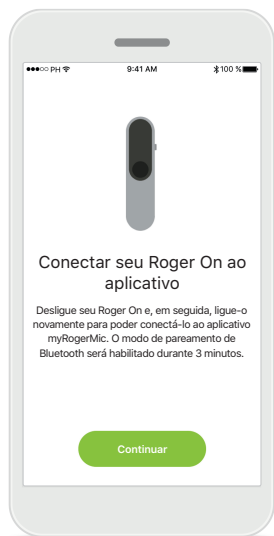 PH
9:41 AM
100 %
Conectar seu Roger On ao
aplicativo
Desligue seu Roger On e, em seguida, ligue-o
novamente para poder conectá-lo ao aplicativo
myRogerMic. O modo de pareamento de
Bluetooth será habilitado durante 3 minutos.
Continuar